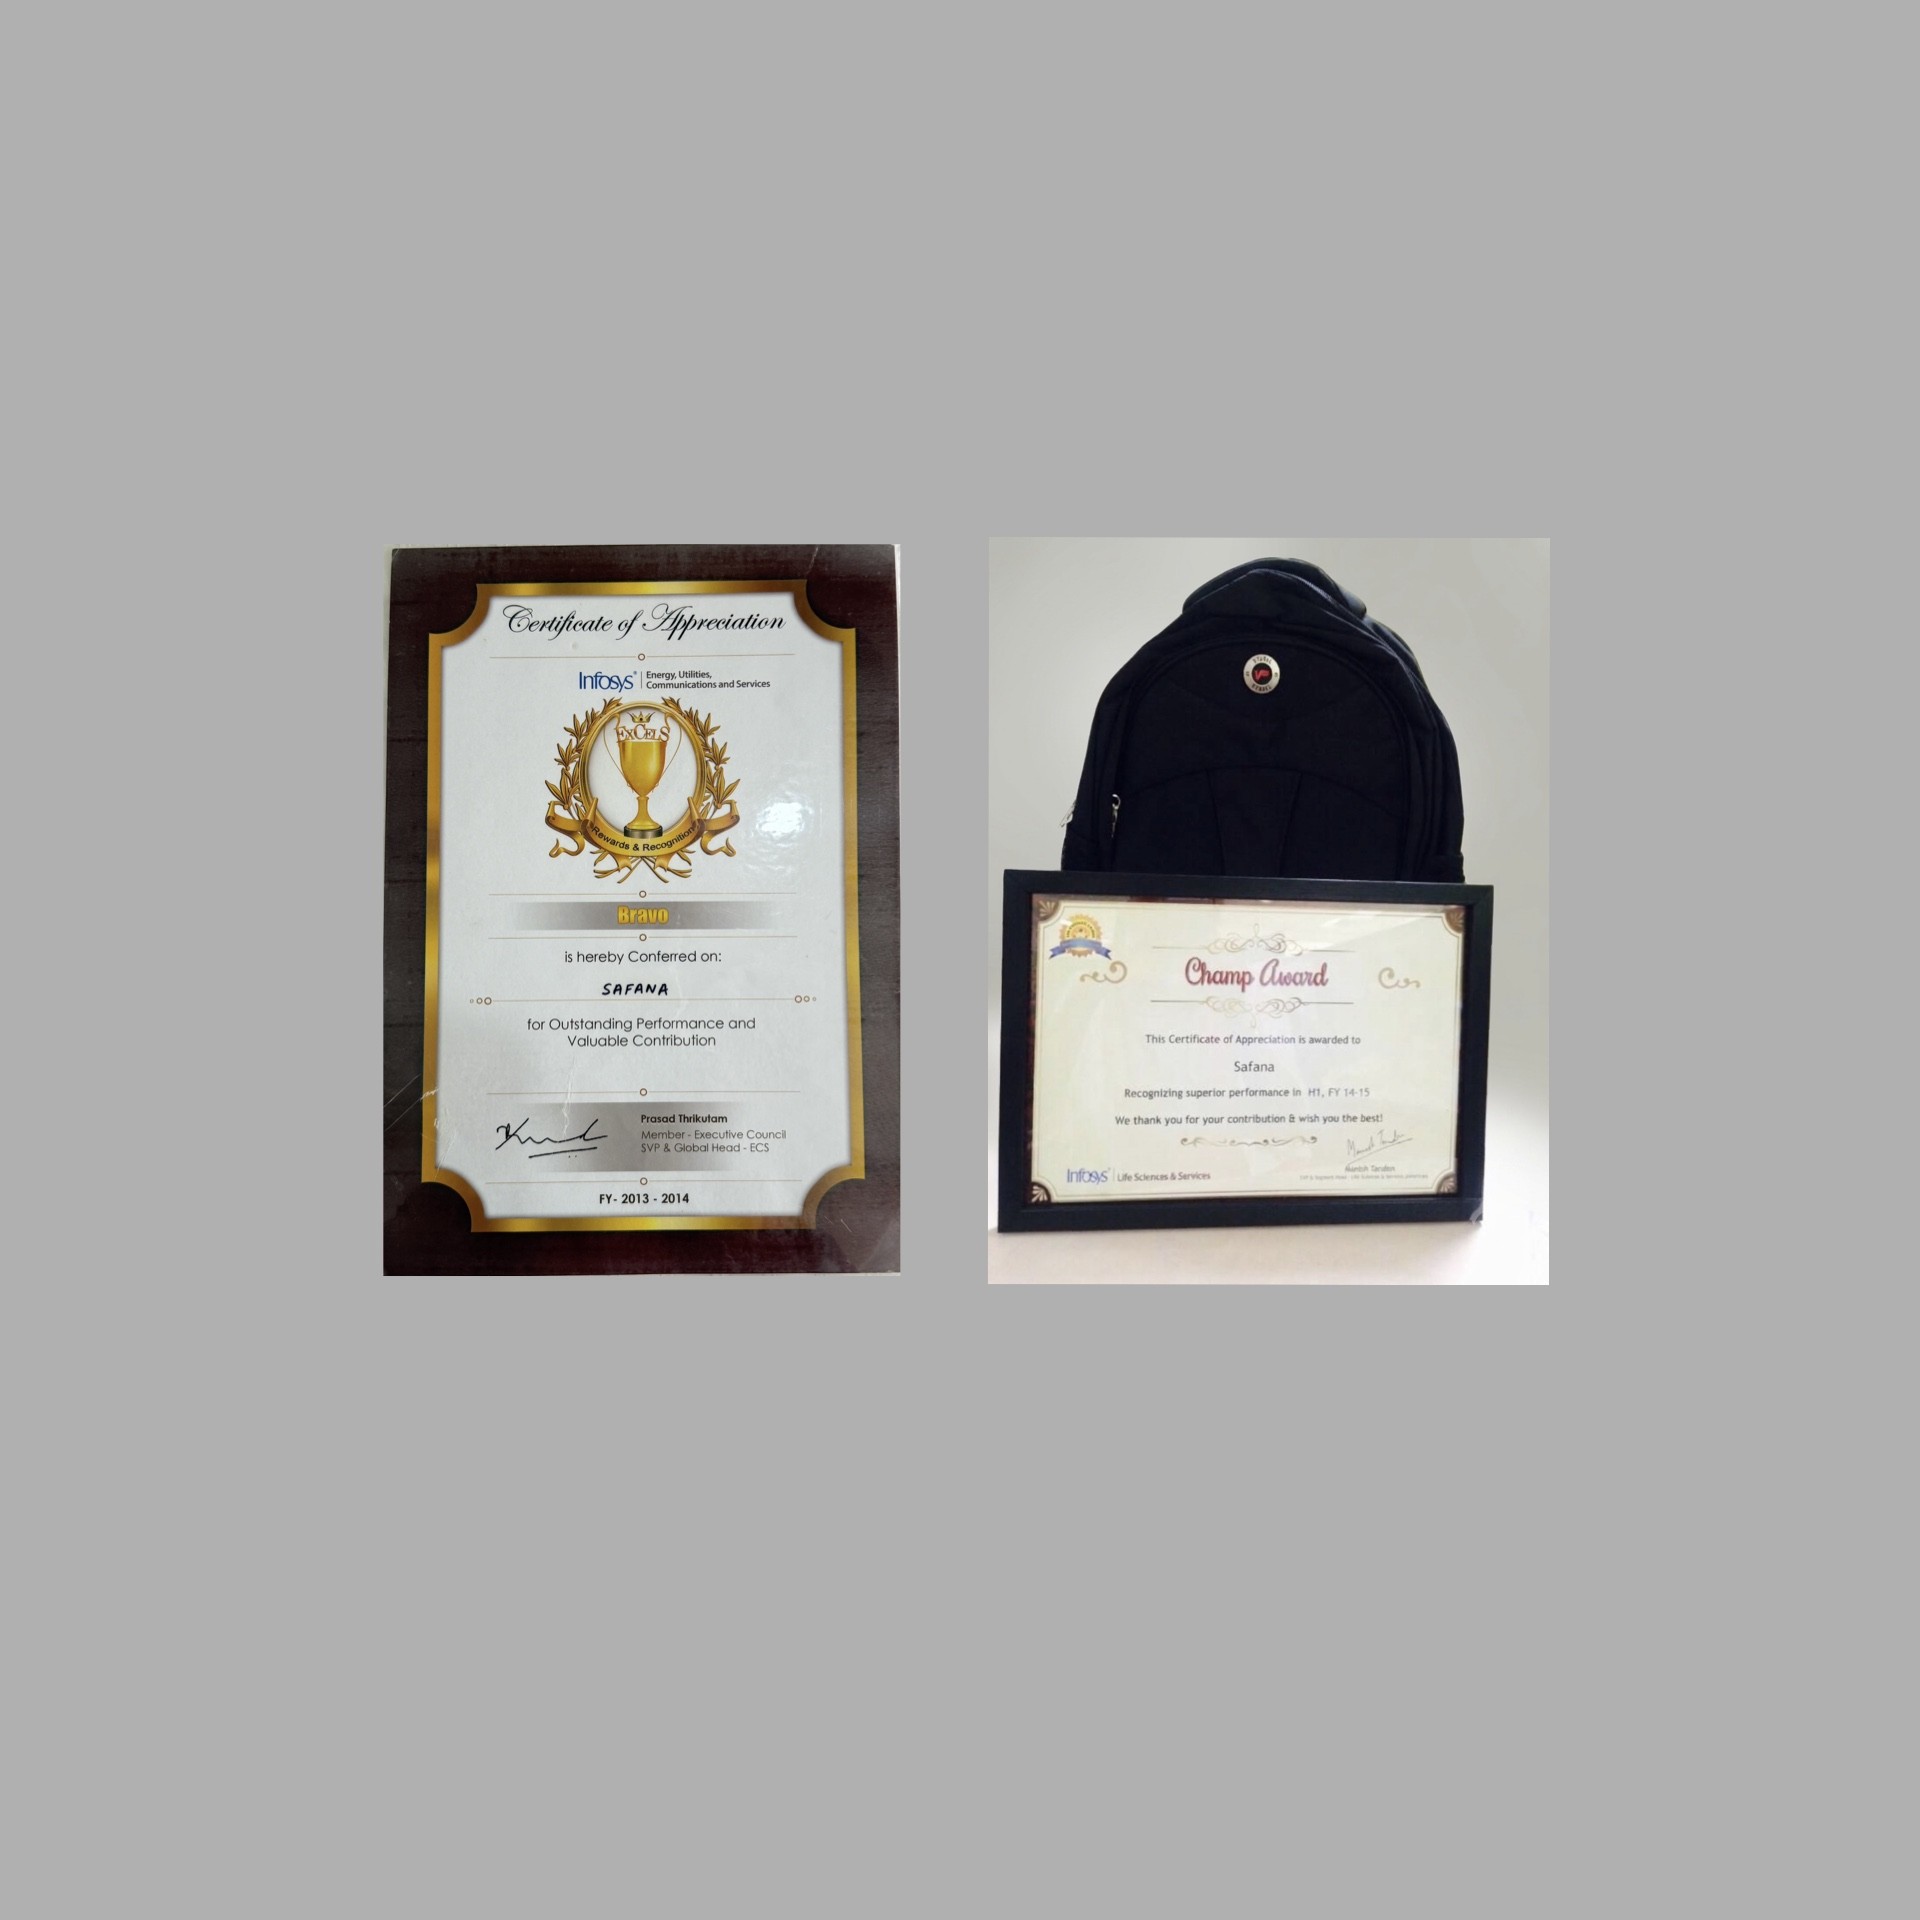 Certificate of Appreciation
Infosys® Energy, Utilities,
Communications and Services
ExCelS
Rewards & Recognition
Bravo
is hereby Conferred on:
SAFANA
for Outstanding Performance and
Valuable Contribution
Prasad Thrikutam
Member - Executive Council
SVP & Global Head - ECS
FY- 2013 - 2014
Champ Award
This Certificate of Appreciation is awarded to
Safana
Recognizing superior performance in H1, FY 14-15
We thank you for your contribution & wish you the best!
Manish Tandon
Infosys® Life Sciences & Services